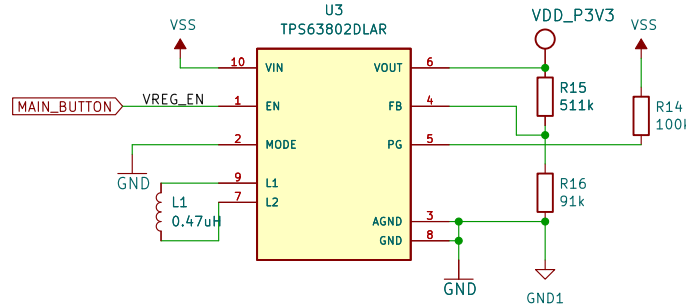 U3
TPS63802DLAR
VDD_P3V3
VSS
VSS
10 VIN
VOUT 6
R15
511k
MAIN_BUTTON
VREG_EN
1 EN
FB 4
R14
100k
2 MODE
PG 5
GND
9 L1
R16
91k
L1
0.47uH
7 L2
AGND 3
GND 8
GND
GND1